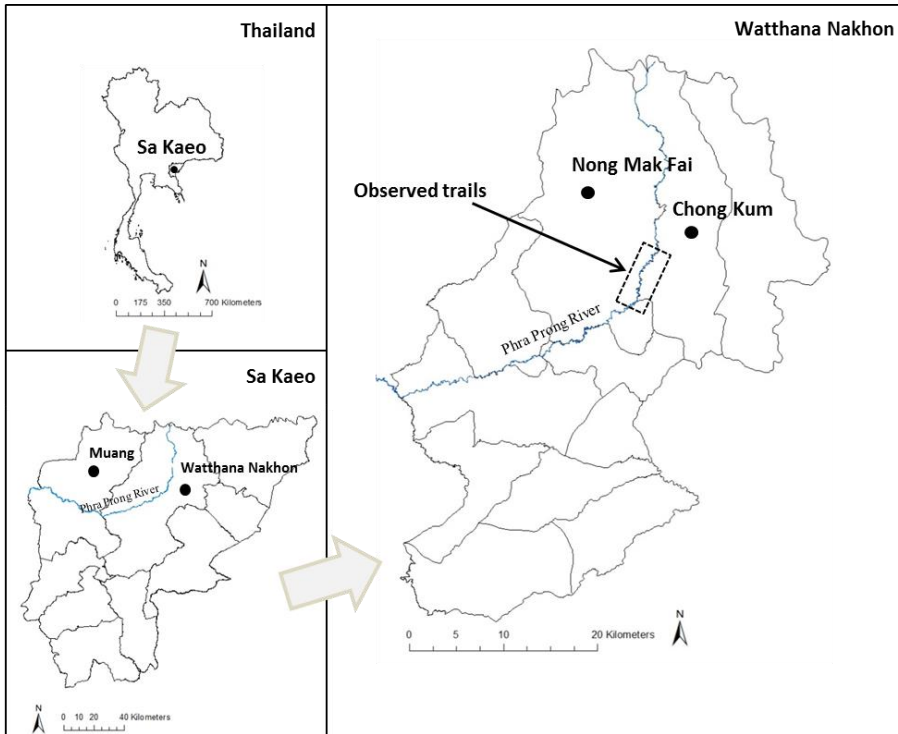 Thailand
Sa Kaeo
N
0 175 350 700 Kilometers
Sa Kaeo
Muang
Watthana Nakhon
Phra Prong River
N
0 10 20 40 Kilometers
Watthana Nakhon
Nong Mak Fai
Observed trails
Chong Kum
Phra Prong River
N
0 5 10 20 Kilometers